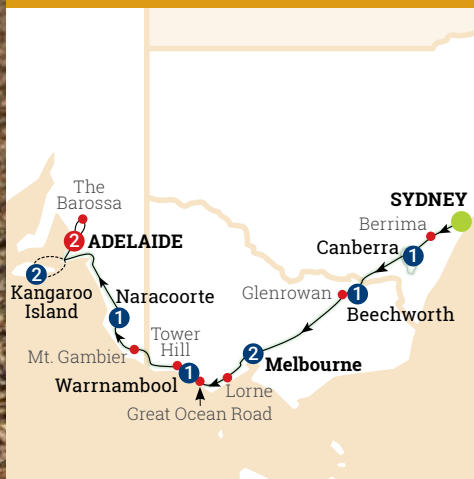 The
Barossa
2
ADELAIDE
2
Kangaroo
Island
Naracoorte
1
Mt. Gambier
Tower
Hill
1
Warrnambool
Great Ocean Road
Lorne
2
Melbourne
Glenrowan
1
Beechworth
Canberra
1
Berrima
SYDNEY